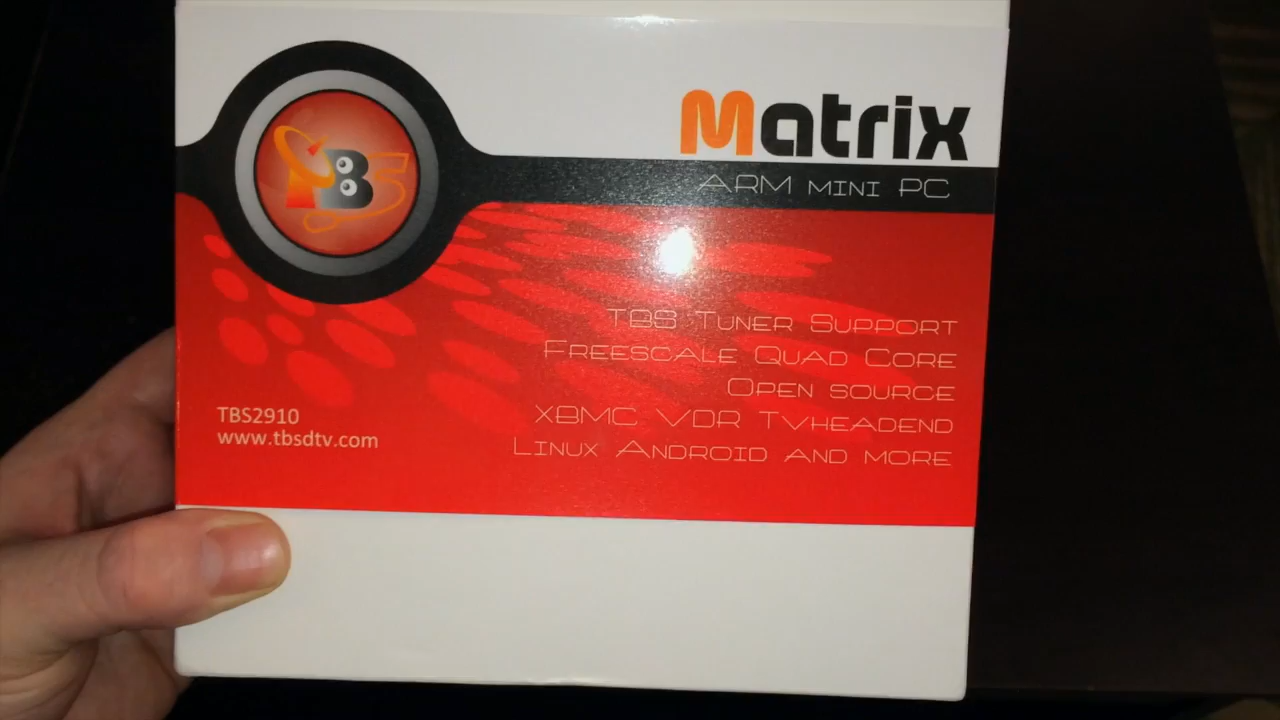 TBS
Matrix
ARM MINI PC
TBS TUNER SUPPORT
FREESCALE QUAD CORE
OPEN SOURCE
XBMC VDR TVHEADEND
LINUX ANDROID AND MORE
TBS2910
www.tbsdtv.com